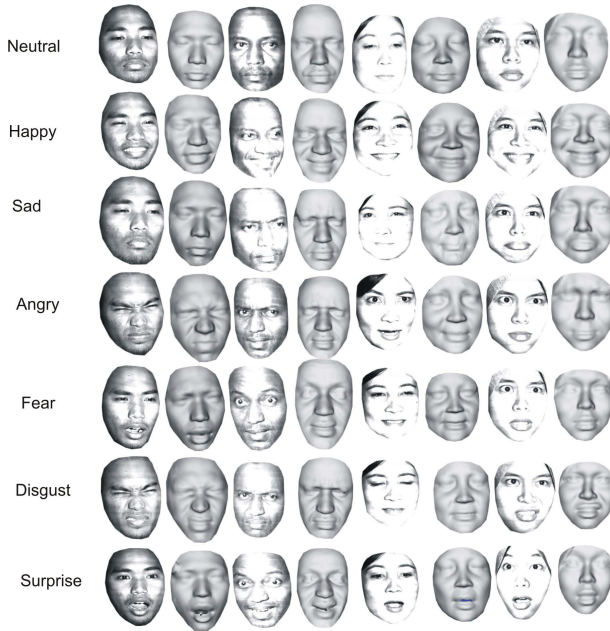 Neutral
Happy
Sad
Angry
Fear
Disgust
Surprise